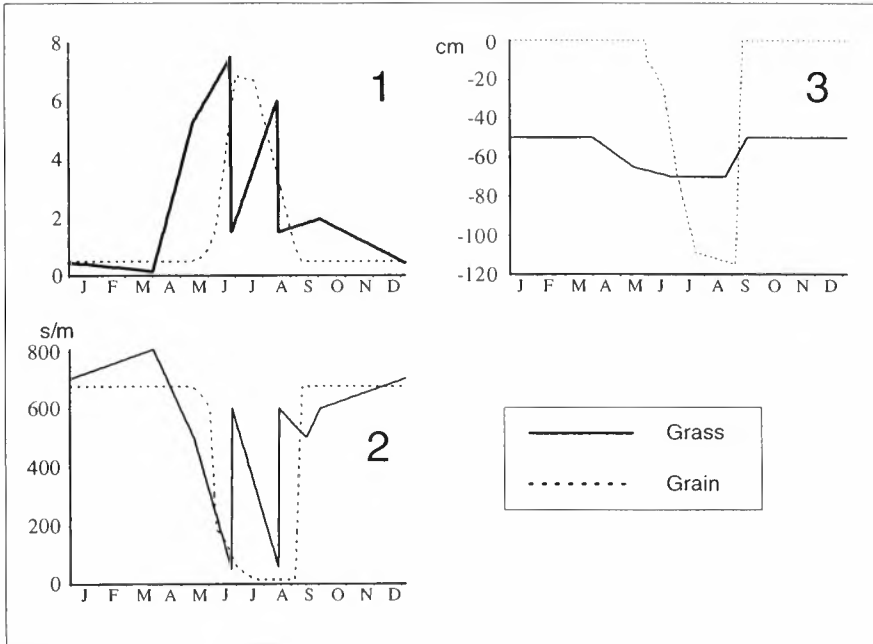 8
6
4
2
0
J F M A M J J A S O N D
1
cm
0
-20
-40
-60
-80
-100
-120
J F M A M J J A S O N D
3
s/m
800
600
400
200
0
J F M A M J J A S O N D
2
Grass
Grain